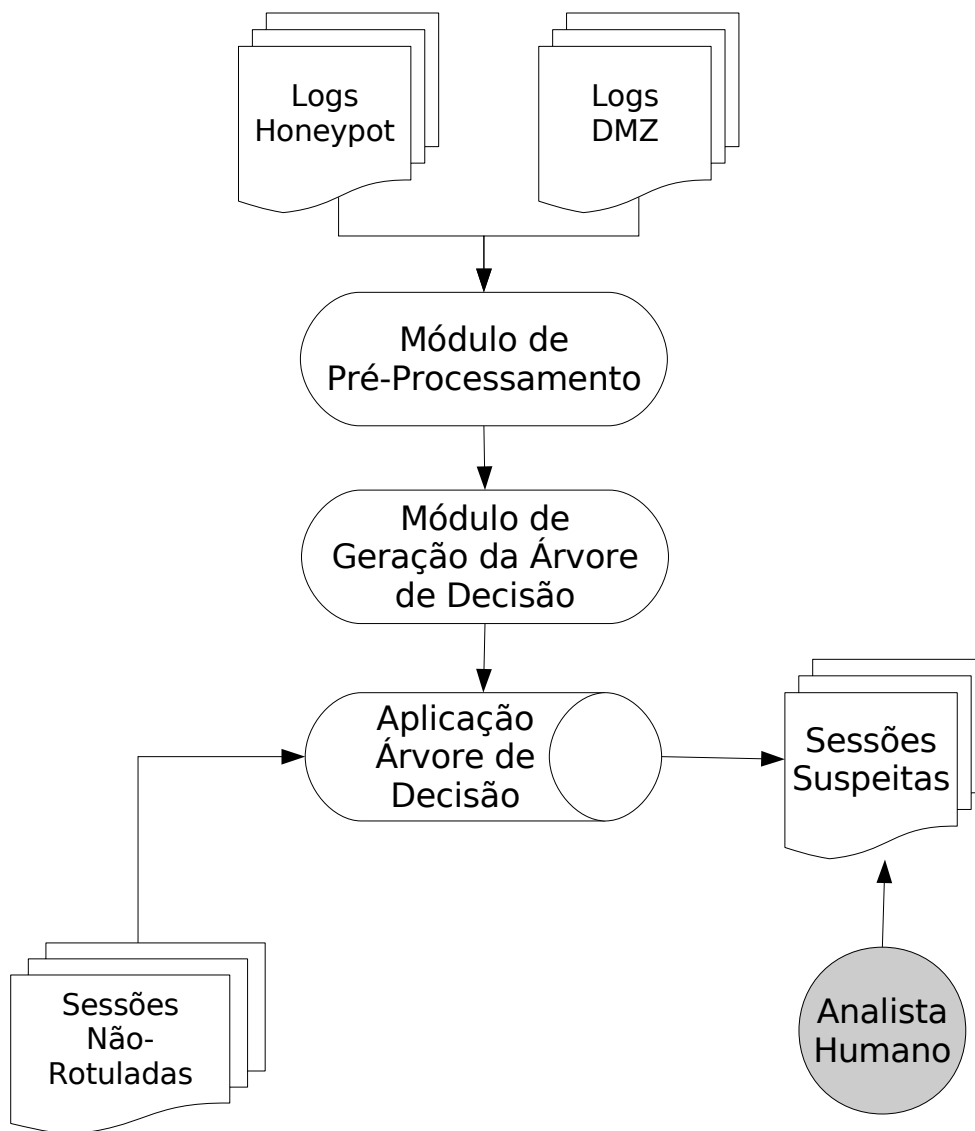 Logs
Honeypot
Logs
DMZ
Módulo de
Pré-Processamento
Módulo de
Geração da Árvore
de Decisão
Aplicação
Árvore de
Decisão
Sessões
Suspeitas
Sessões
Não-
Rotuladas
Analista
Humano